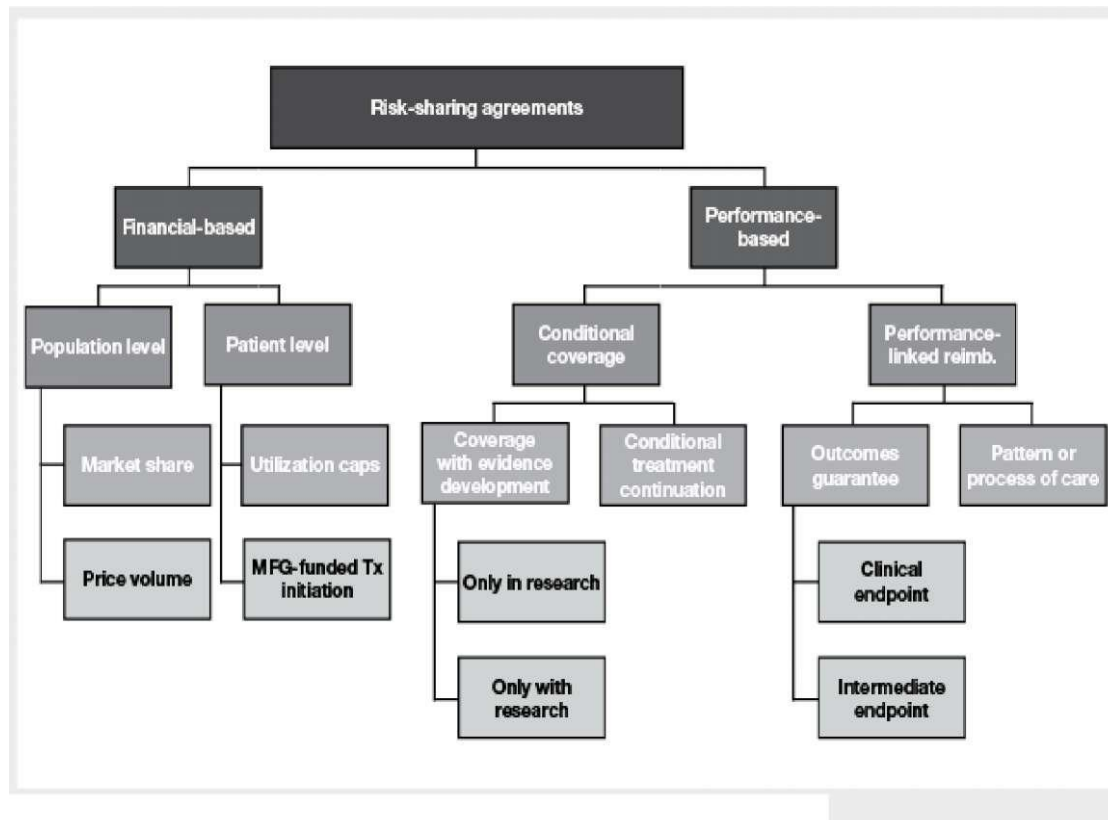 Risk-sharing agreements
Financial-based
Performance-
based
Population level
Patient level
Conditional
coverage
Performance-
linked reimb.
Market share
Utilization caps
Coverage
with evidence
development
Conditional
treatment
continuation
Outcomes
guarantee
Pattern or
process of care
Price volume
MFG-funded Tx
initiation
Only in research
Clinical
endpoint
Only with
research
Intermediate
endpoint